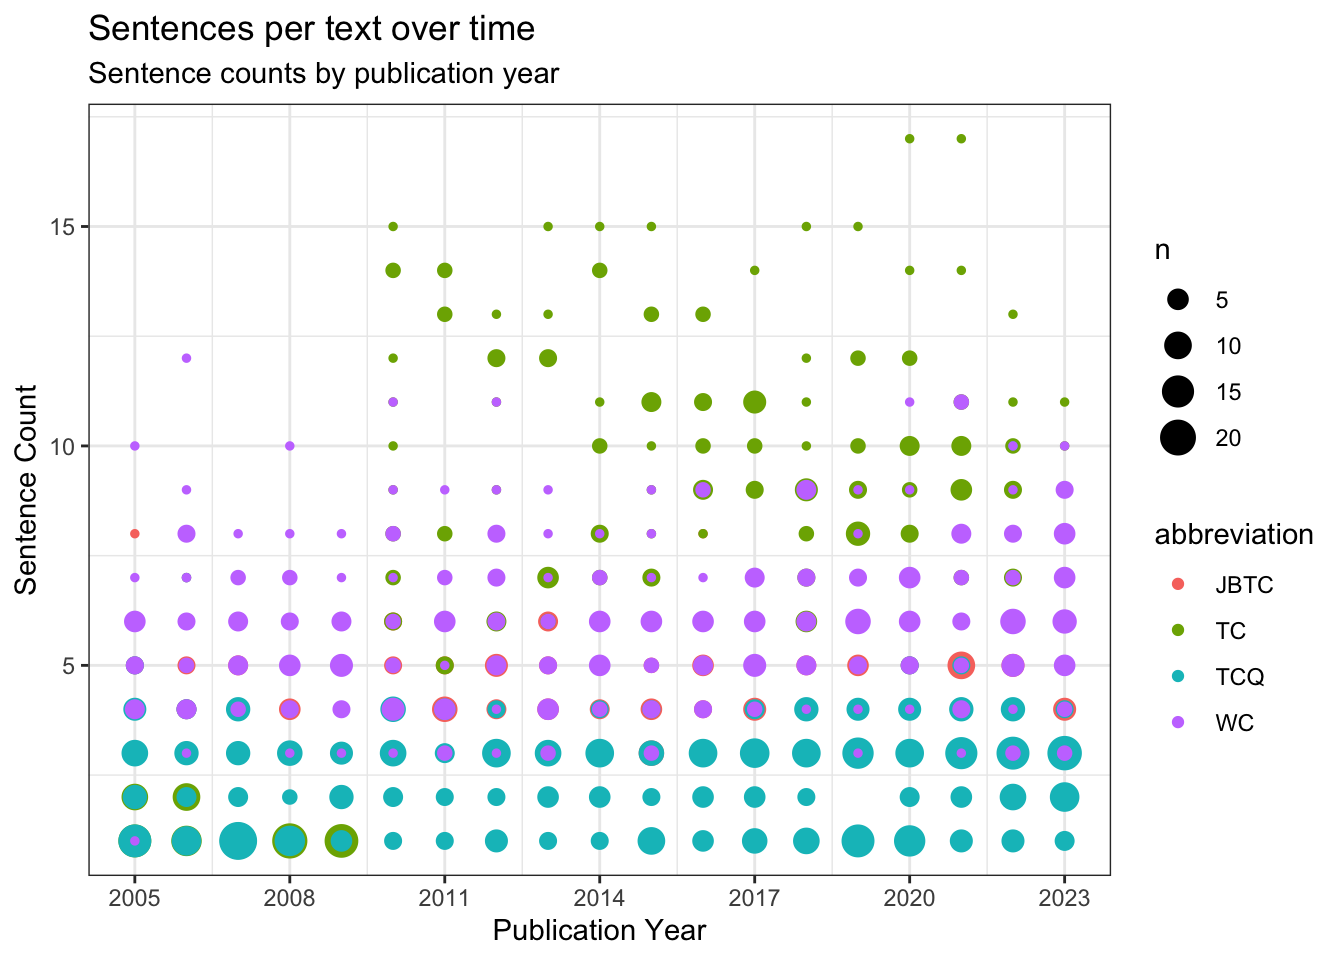 Sentences per text over time
Sentence counts by publication year
Sentence Count
15
10
5
2005 2008 2011 2014 2017 2020 2023
Publication Year
n
5
10
15
20
abbreviation
JBTC
TC
TCQ
WC